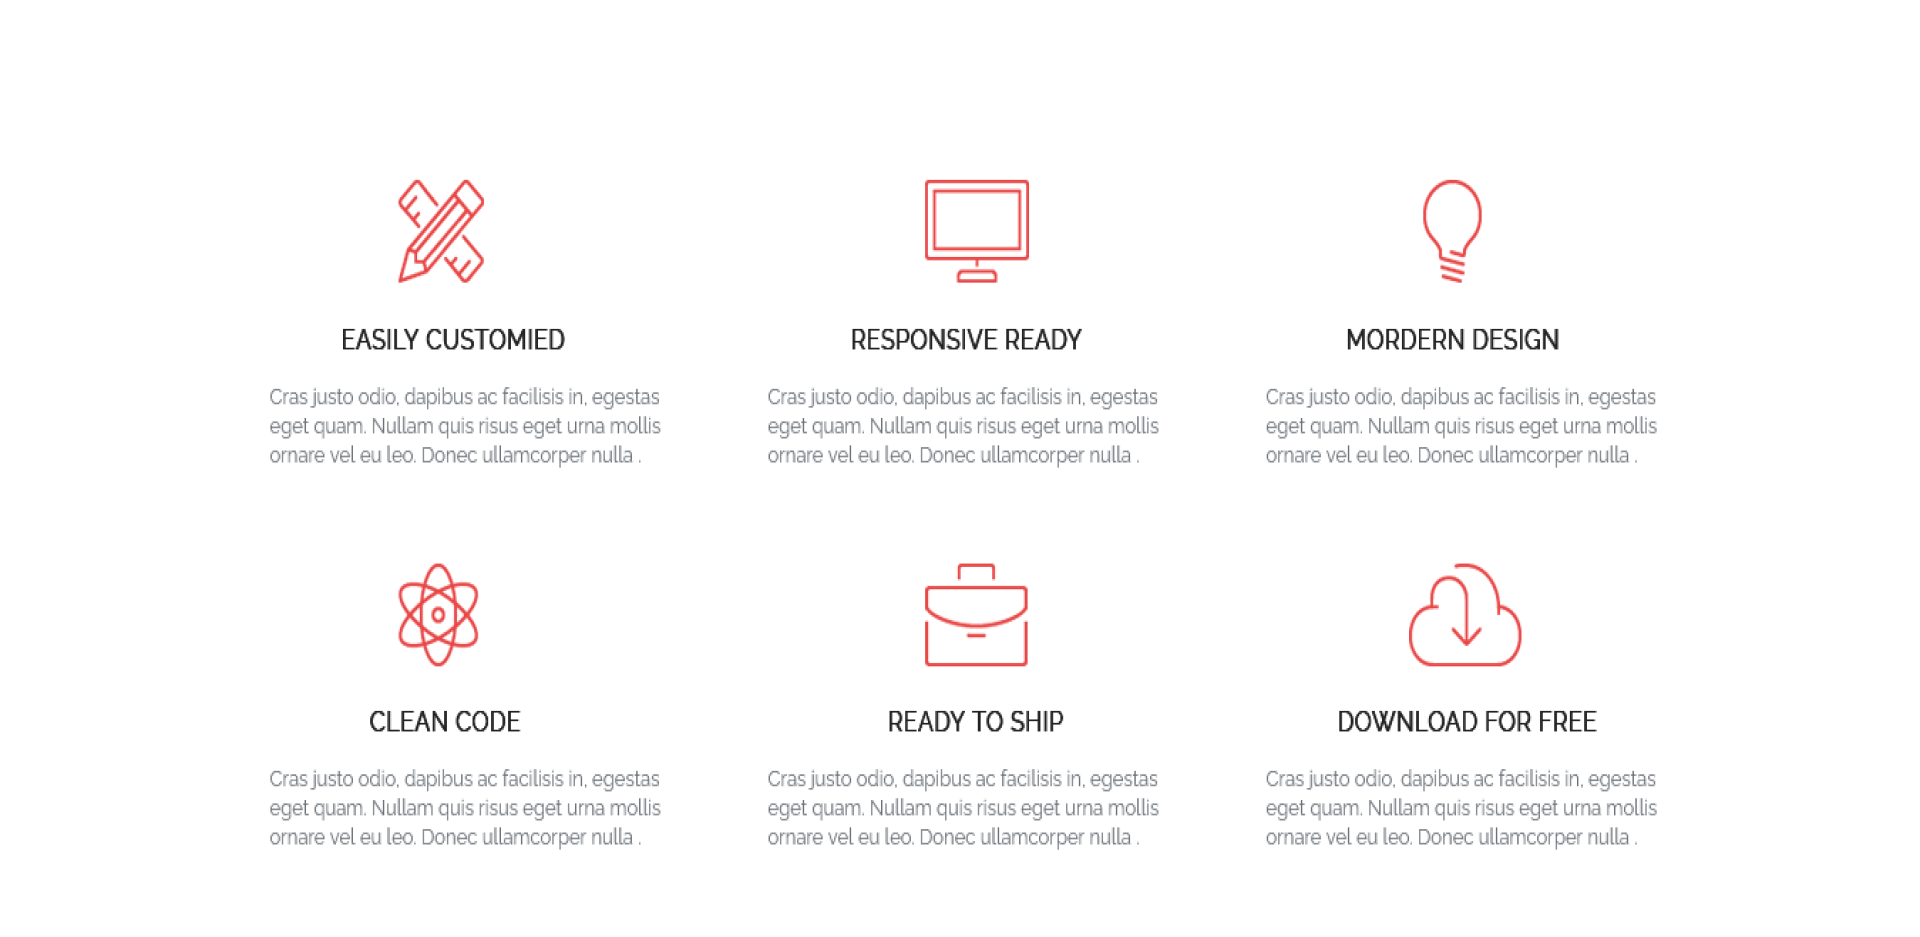 EASILY CUSTOMIED
Cras justo odio, dapibus ac facilisis in, egestas
eget quam. Nullam quis risus eget urna mollis
ornare vel eu leo. Donec ullamcorper nulla .
RESPONSIVE READY
Cras justo odio, dapibus ac facilisis in, egestas
eget quam. Nullam quis risus eget urna mollis
ornare vel eu leo. Donec ullamcorper nulla .
MORDERN DESIGN
Cras justo odio, dapibus ac facilisis in, egestas
eget quam. Nullam quis risus eget urna mollis
ornare vel eu leo. Donec ullamcorper nulla .
CLEAN CODE
Cras justo odio, dapibus ac facilisis in, egestas
eget quam. Nullam quis risus eget urna mollis
ornare vel eu leo. Donec ullamcorper nulla .
READY TO SHIP
Cras justo odio, dapibus ac facilisis in, egestas
eget quam. Nullam quis risus eget urna mollis
ornare vel eu leo. Donec ullamcorper nulla .
DOWNLOAD FOR FREE
Cras justo odio, dapibus ac facilisis in, egestas
eget quam. Nullam quis risus eget urna mollis
ornare vel eu leo. Donec ullamcorper nulla .